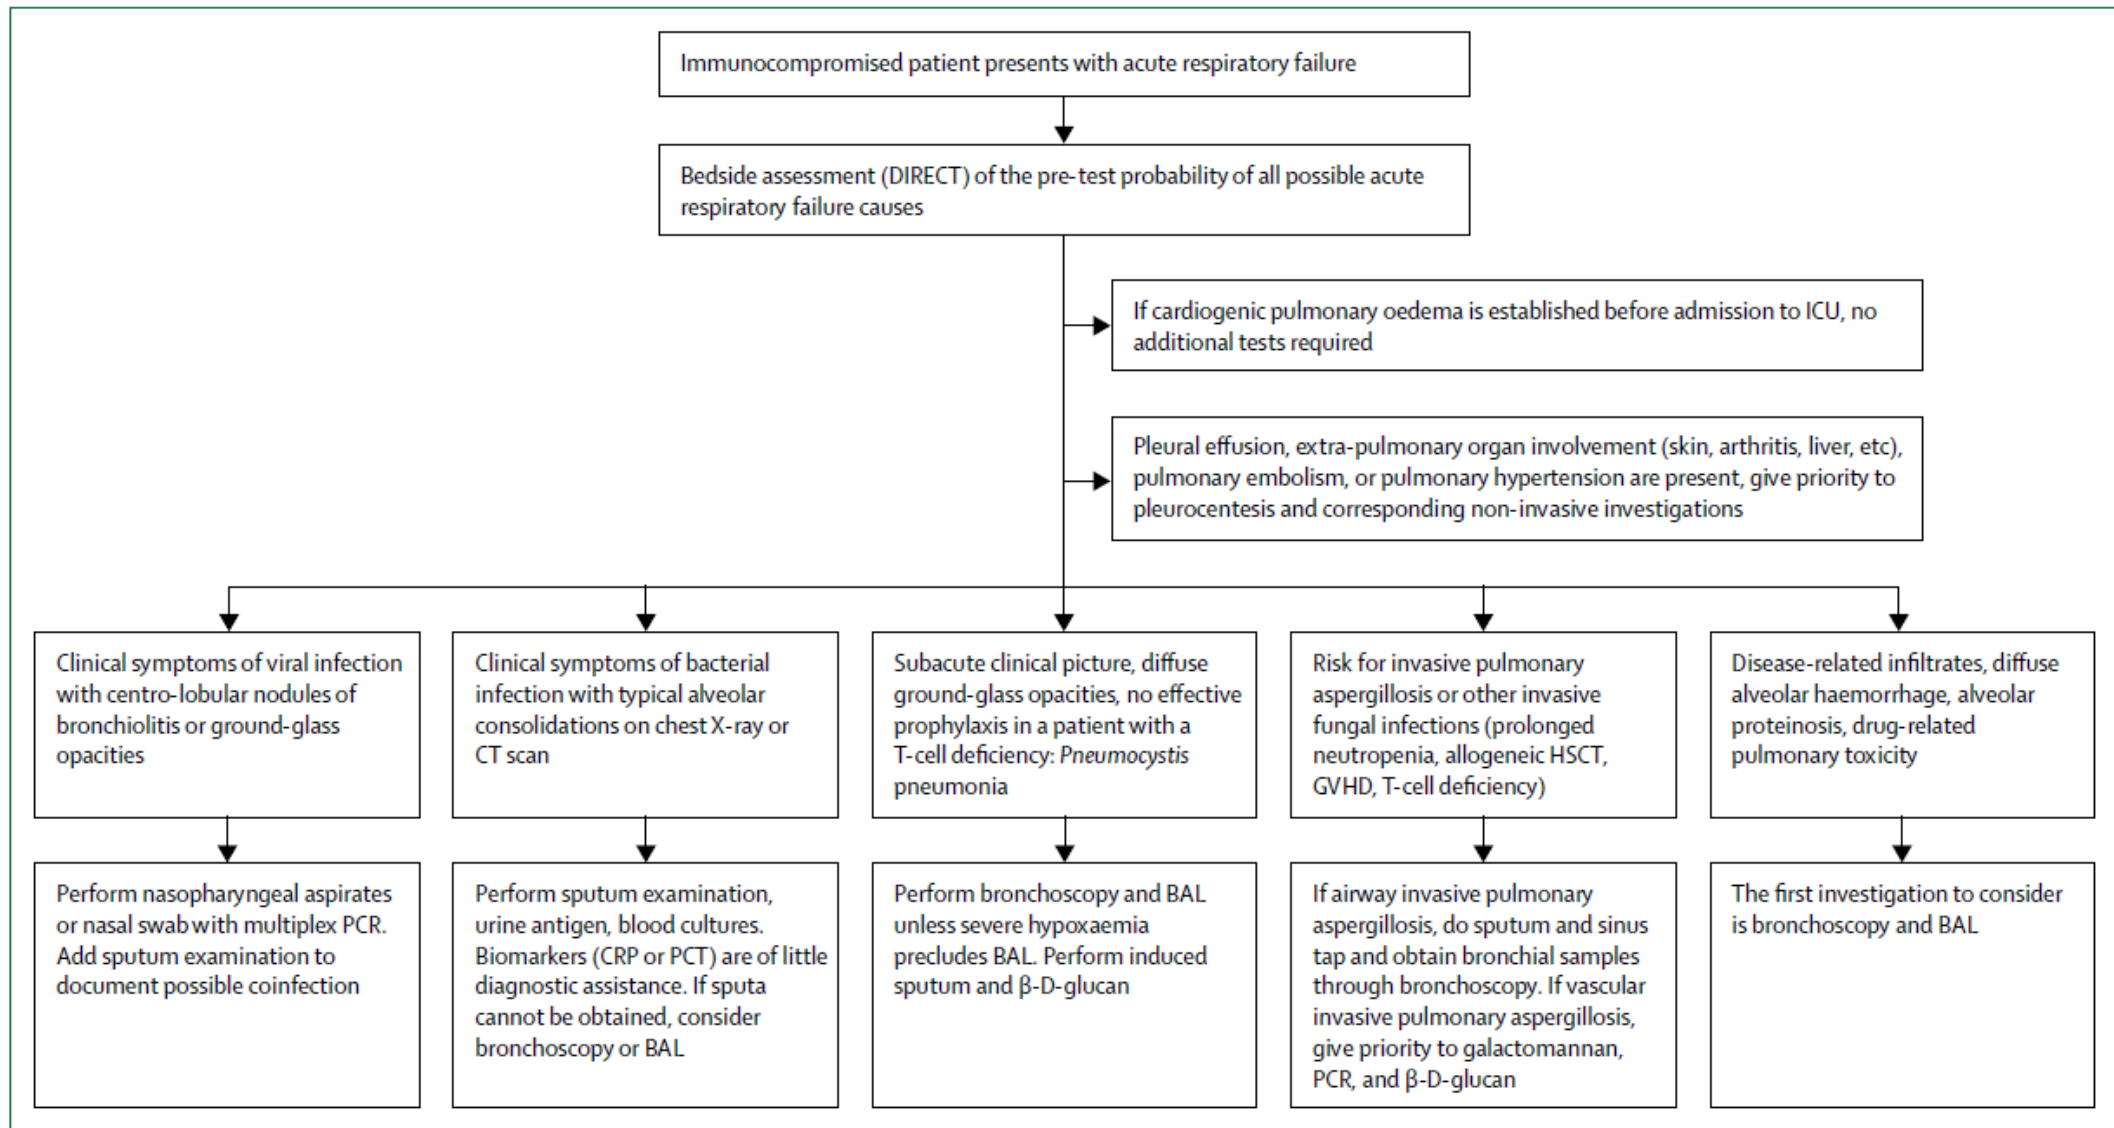 Immunocompromised patient presents with acute respiratory failure
Bedside assessment (DIRECT) of the pre-test probability of all possible acute
respiratory failure causes
If cardiogenic pulmonary oedema is established before admission to ICU, no
additional tests required
Pleural effusion, extra-pulmonary organ involvement (skin, arthritis, liver, etc),
pulmonary embolism, or pulmonary hypertension are present, give priority to
pleurocentesis and corresponding non-invasive investigations
Clinical symptoms of viral infection
with centro-lobular nodules of
bronchiolitis or ground-glass
opacities
Clinical symptoms of bacterial
infection with typical alveolar
consolidations on chest X-ray or
CT scan
Subacute clinical picture, diffuse
ground-glass opacities, no effective
prophylaxis in a patient with a
T-cell deficiency: Pneumocystis
pneumonia
Risk for invasive pulmonary
aspergillosis or other invasive
fungal infections (prolonged
neutropenia, allogeneic HSCT,
GVHD, T-cell deficiency)
Disease-related infiltrates, diffuse
alveolar haemorrhage, alveolar
proteinosis, drug-related
pulmonary toxicity
Perform nasopharyngeal aspirates
or nasal swab with multiplex PCR.
Add sputum examination to
document possible coinfection
Perform sputum examination,
urine antigen, blood cultures.
Biomarkers (CRP or PCT) are of little
diagnostic assistance. If sputa
cannot be obtained, consider
bronchoscopy or BAL
Perform bronchoscopy and BAL
unless severe hypoxaemia
precludes BAL. Perform induced
sputum and β-D-glucan
If airway invasive pulmonary
aspergillosis, do sputum and sinus
tap and obtain bronchial samples
through bronchoscopy. If vascular
invasive pulmonary aspergillosis,
give priority to galactomannan,
PCR, and β-D-glucan
The first investigation to consider
is bronchoscopy and BAL